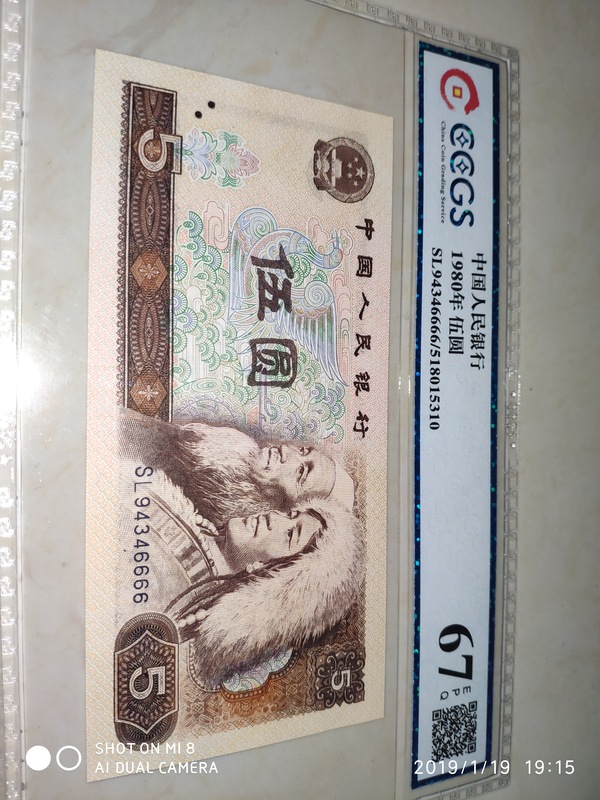 CCGS
China Coin Grading Service
中国人民银行
1980年 伍圆
SL94346666/518015310
67
EPQ
中国人民银行
伍圆
5
SL94346666
5
5
SHOT ON MI 8
AI DUAL CAMERA
2019/1/19 19:15